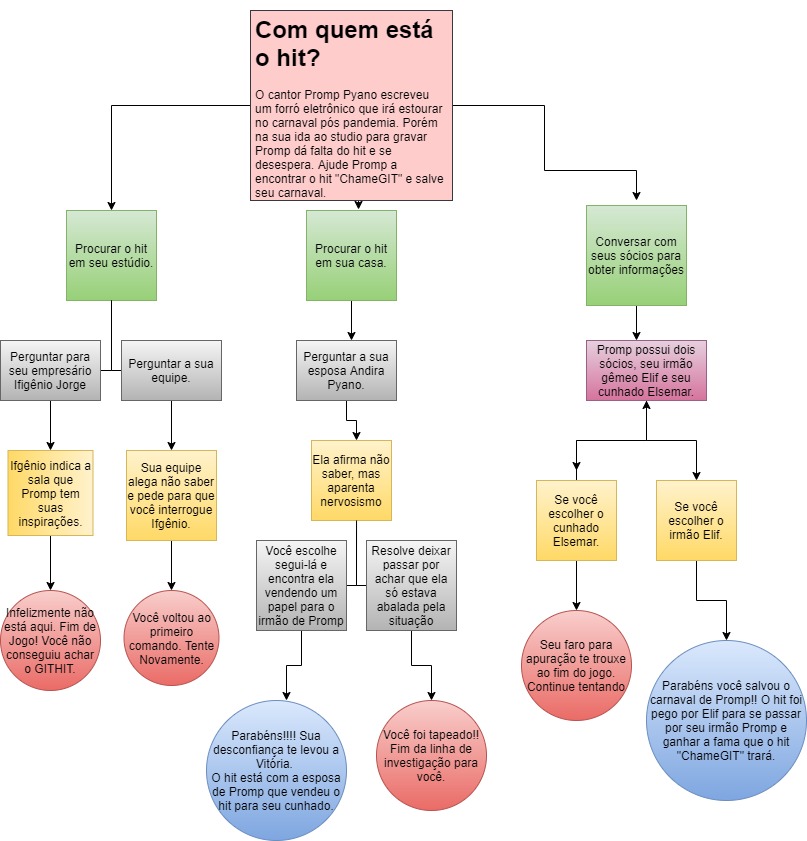 Com quem está
o hit?
O cantor Promp Pyano escreveu
um forró eletrônico que irá estourar
no carnaval pós pandemia. Porém
na sua ida ao studio para gravar
Promp dá falta do hit e se
desespera. Ajude Promp a
encontrar o hit "ChameGIT" e salve
seu carnaval.
Procurar o hit
em seu estúdio.
Procurar o hit
em sua casa.
Conversar com
seus sócios para
obter informações
Perguntar para
seu empresário
Ifigênio Jorge
Perguntar a sua
equipe.
Perguntar a sua
esposa Andira
Pyano.
Promp possui dois
sócios, seu irmão
gêmeo Elif e seu
cunhado Elsemar.
Ifgênio indica a
sala que
Promp tem
suas
inspirações.
Sua equipe
alega não saber
e pede para que
você interrogue
Ifgênio.
Ela afirma não
saber, mas
aparenta
nervosismo
Se você
escolher o
cunhado
Elsemar.
Se você
escolher o
irmão Elif.
Você escolhe
segui-lá e
encontra ela
vendendo um
papel para o
irmão de Promp
Resolve deixar
passar por
achar que ela
só estava
abalada pela
situação
Infelizmente não
está aqui. Fim de
Jogo! Você não
conseguiu achar
o GITHIT.
Você voltou ao
primeiro
comando. Tente
Novamente.
Seu faro para
apuração te trouxe
ao fim do jogo.
Continue tentando
Parabéns você salvou o
carnaval de Promp!! O hit foi
pego por Elif para se passar
por seu irmão Promp e
ganhar a fama que o hit
"ChameGIT" trará.
Parabéns!!!! Sua
desconfiança te levou a
Vitória.
O hit está com a esposa
de Promp que vendeu o
hit para seu cunhado.
Você foi tapeado!!
Fim da linha de
investigação para
você.